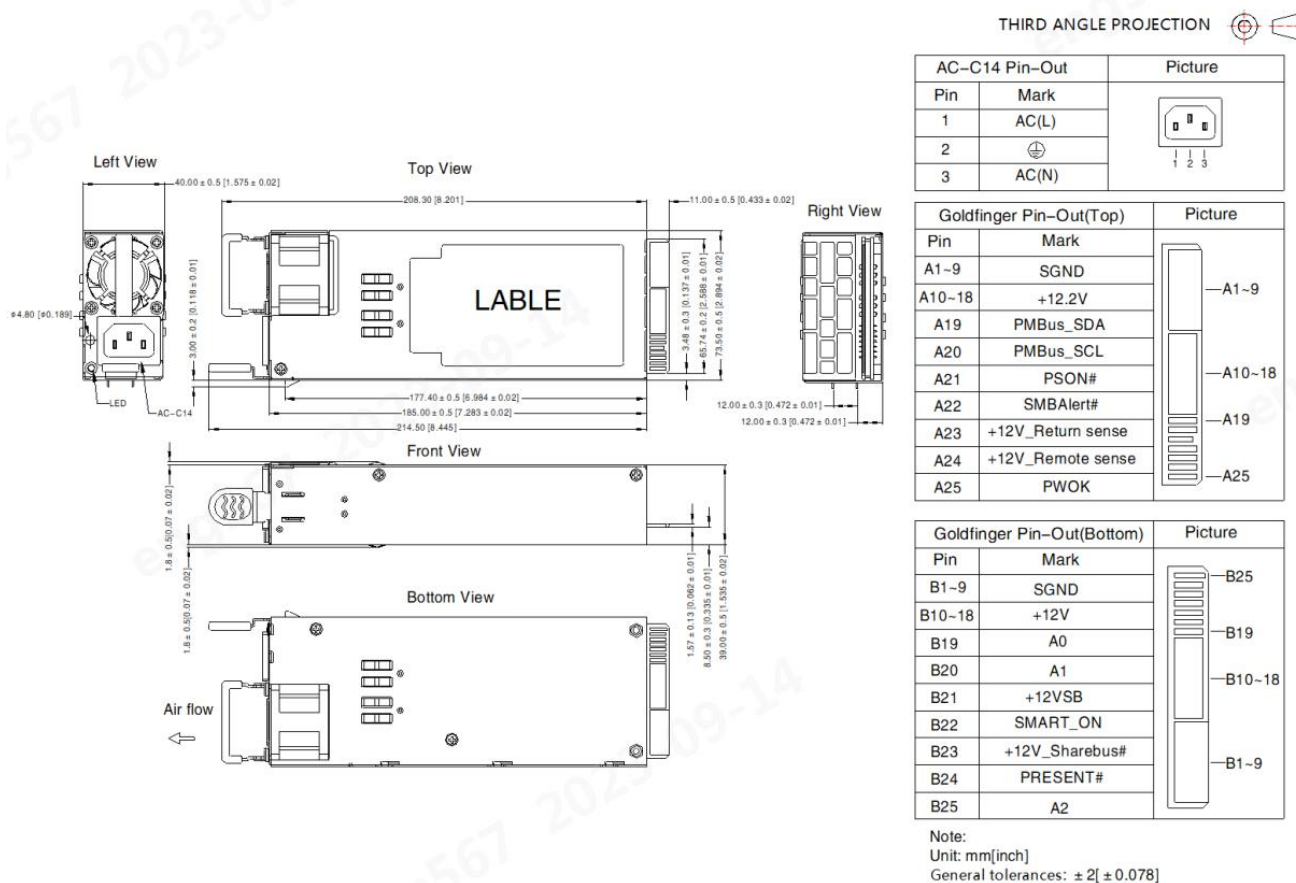 THIRD ANGLE PROJECTION
Left View
40.00 ± 0.5 [1.575 ± 0.02]
ø4.80 [ø0.189]
LED
AC-C14
Top View
208.30 [8.201]
11.00 ± 0.5 [0.433 ± 0.02]
LABLE
3.00 ± 0.2 [0.118 ± 0.01]
3.48 ± 0.3 [0.137 ± 0.01]
65.74 ± 0.2 [2.588 ± 0.01]
73.50 ± 0.5 [2.894 ± 0.02]
177.40 ± 0.5 [6.984 ± 0.02]
185.00 ± 0.5 [7.283 ± 0.02]
214.50 [8.445]
Right View
12.00 ± 0.3 [0.472 ± 0.01]
12.00 ± 0.3 [0.472 ± 0.01]
Front View
1.8 ± 0.5[0.07 ± 0.02]
1.8 ± 0.5[0.07 ± 0.02]
1.57 ± 0.13 [0.062 ± 0.01]
8.50 ± 0.3 [0.335 ± 0.01]
39.00 ± 0.5 [1.535 ± 0.02]
Bottom View
Air flow
AC-C14 Pin-Out Picture
Pin Mark
1 AC(L)
2
3 AC(N)
1 2 3
Goldfinger Pin-Out(Top) Picture
Pin Mark
A1~9 SGND
A10~18 +12.2V
A19 PMBus_SDA
A20 PMBus_SCL
A21 PSON#
A22 SMBAlert#
A23 +12V_Return sense
A24 +12V_Remote sense
A25 PWOK
A1~9
A10~18
A19
A25
Goldfinger Pin-Out(Bottom) Picture
Pin Mark
B1~9 SGND
B10~18 +12V
B19 A0
B20 A1
B21 +12VSB
B22 SMART_ON
B23 +12V_Sharebus#
B24 PRESENT#
B25 A2
B25
B19
B10~18
B1~9
Note:
Unit: mm[inch]
General tolerances: ± 2[ ± 0.078]
2023-09-14